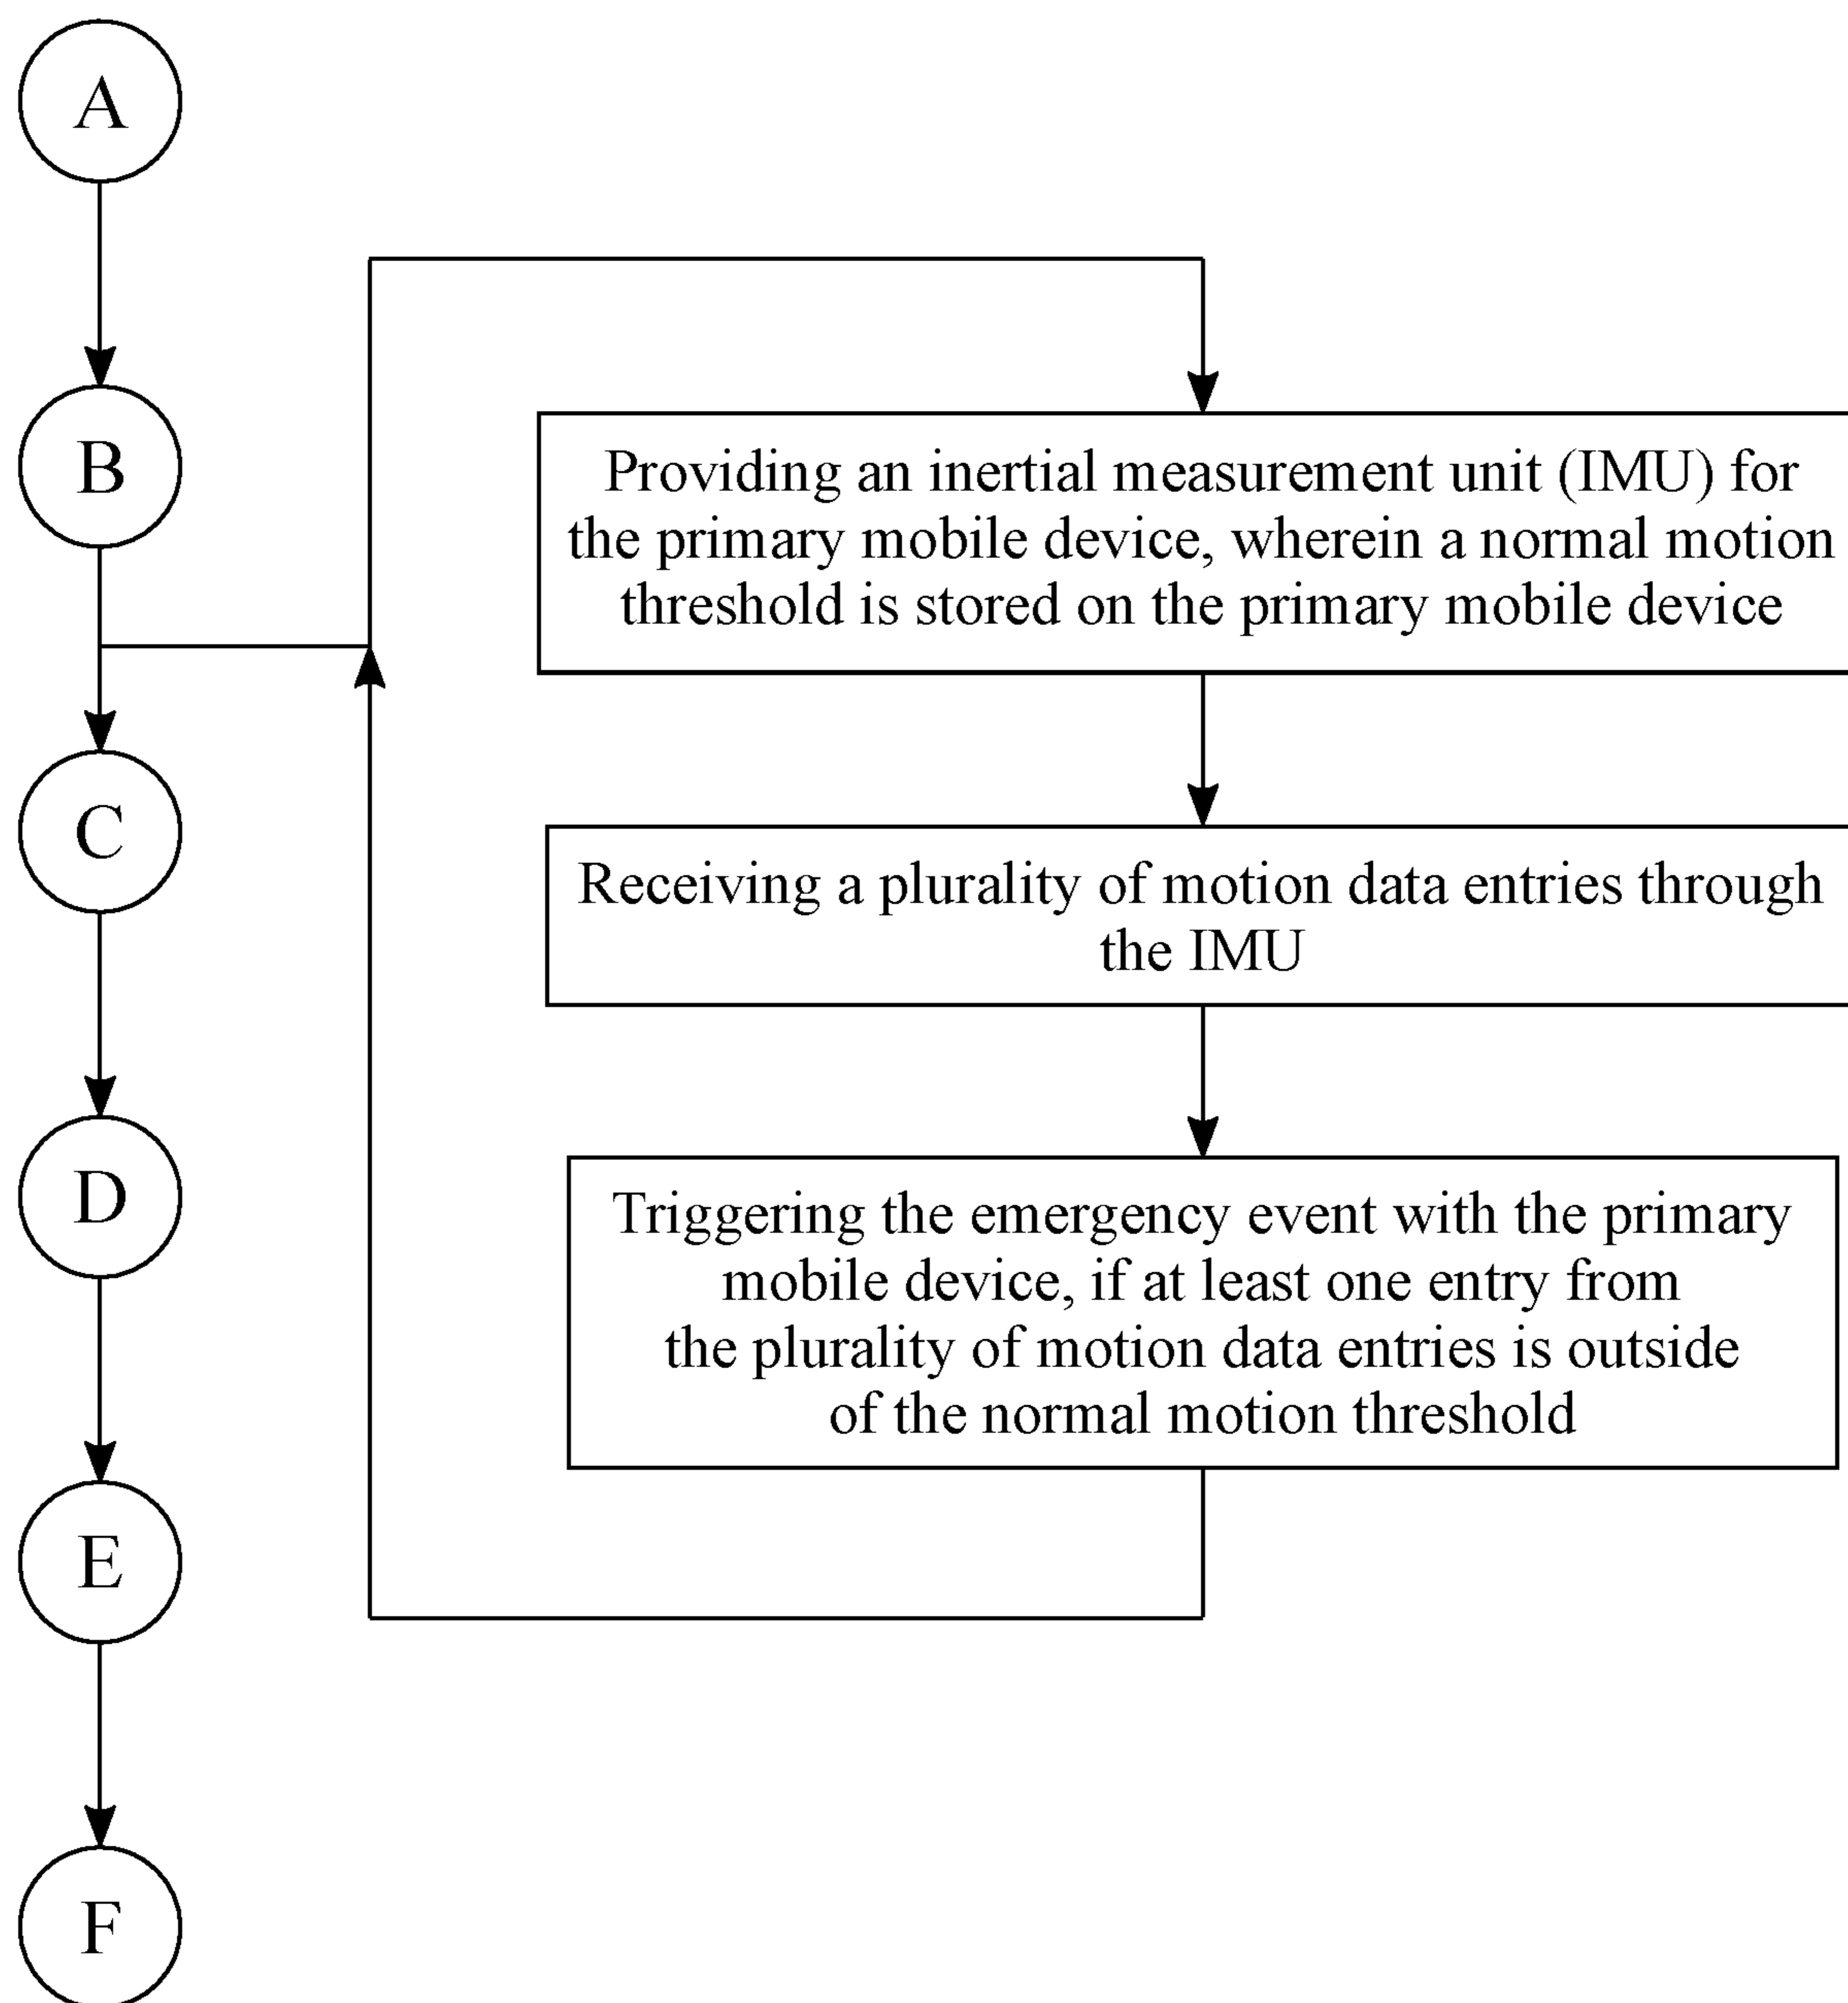 A
B
C
D
E
F
Providing an inertial measurement unit (IMU) for
the primary mobile device, wherein a normal motion
threshold is stored on the primary mobile device
Receiving a plurality of motion data entries through
the IMU
Triggering the emergency event with the primary
mobile device, if at least one entry from
the plurality of motion data entries is outside
of the normal motion threshold